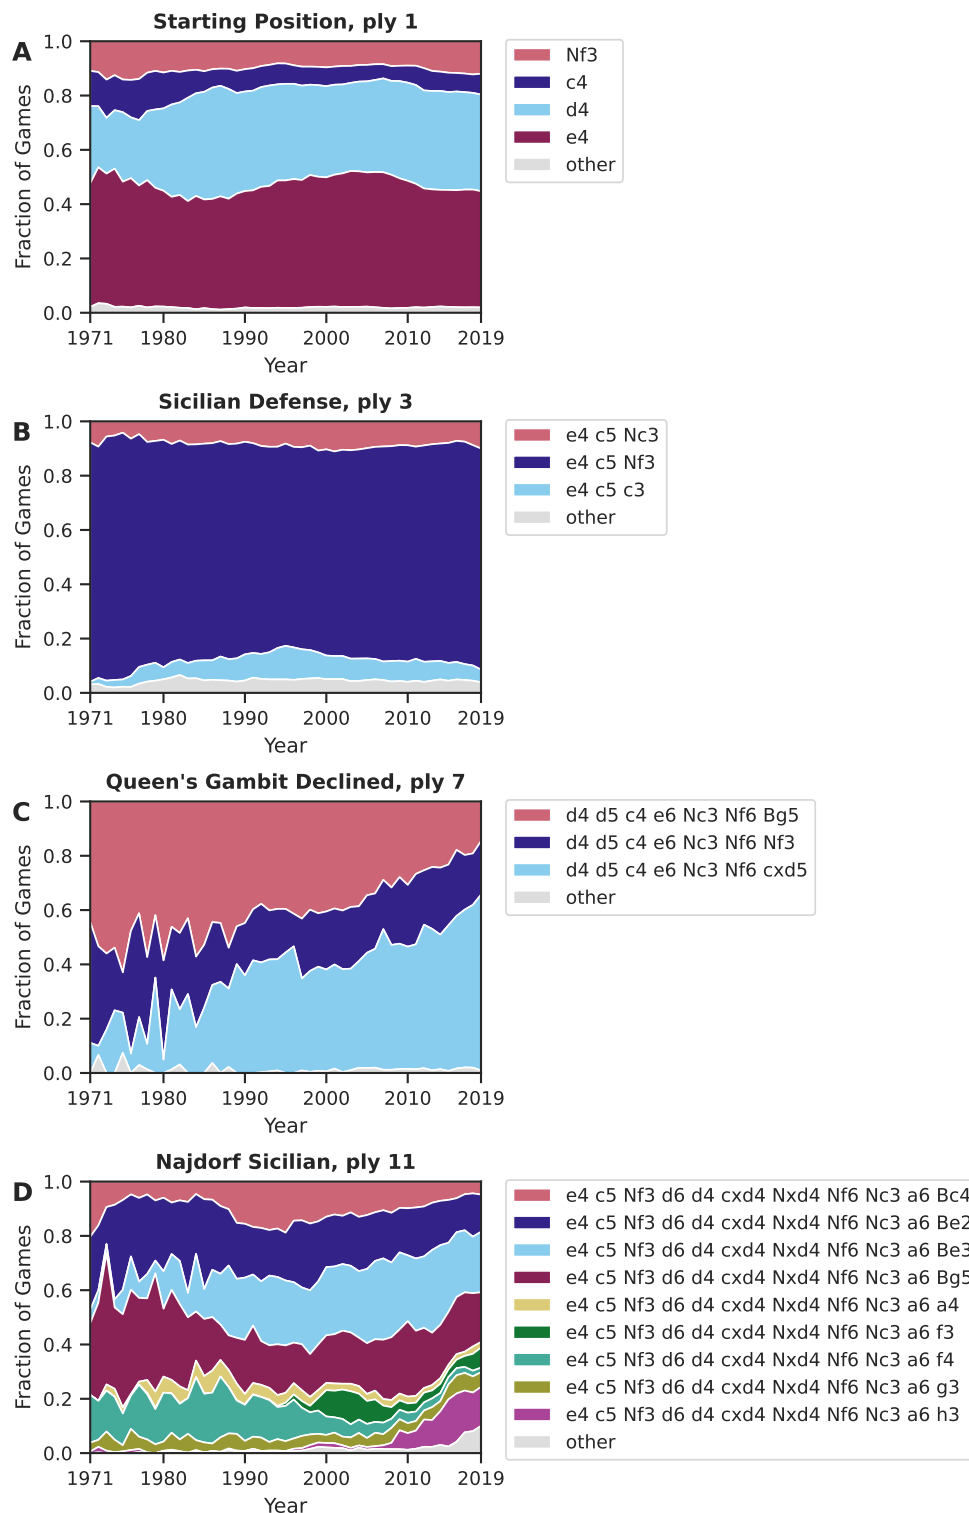 Starting Position, ply 1
A
Fraction of Games
1.0
0.8
0.6
0.4
0.2
0.0
1971
1980
1990
2000
2010
2019
Year
Nf3
c4
d4
e4
other
Sicilian Defense, ply 3
B
Fraction of Games
1.0
0.8
0.6
0.4
0.2
0.0
1971
1980
1990
2000
2010
2019
Year
e4 c5 Nc3
e4 c5 Nf3
e4 c5 c3
other
Queen's Gambit Declined, ply 7
C
Fraction of Games
1.0
0.8
0.6
0.4
0.2
0.0
1971
1980
1990
2000
2010
2019
Year
d4 d5 c4 e6 Nc3 Nf6 Bg5
d4 d5 c4 e6 Nc3 Nf6 Nf3
d4 d5 c4 e6 Nc3 Nf6 cxd5
other
Najdorf Sicilian, ply 11
D
Fraction of Games
1.0
0.8
0.6
0.4
0.2
0.0
1971
1980
1990
2000
2010
2019
Year
e4 c5 Nf3 d6 d4 cxd4 Nxd4 Nf6 Nc3 a6 Bc4
e4 c5 Nf3 d6 d4 cxd4 Nxd4 Nf6 Nc3 a6 Be2
e4 c5 Nf3 d6 d4 cxd4 Nxd4 Nf6 Nc3 a6 Be3
e4 c5 Nf3 d6 d4 cxd4 Nxd4 Nf6 Nc3 a6 Bg5
e4 c5 Nf3 d6 d4 cxd4 Nxd4 Nf6 Nc3 a6 a4
e4 c5 Nf3 d6 d4 cxd4 Nxd4 Nf6 Nc3 a6 f3
e4 c5 Nf3 d6 d4 cxd4 Nxd4 Nf6 Nc3 a6 f4
e4 c5 Nf3 d6 d4 cxd4 Nxd4 Nf6 Nc3 a6 g3
e4 c5 Nf3 d6 d4 cxd4 Nxd4 Nf6 Nc3 a6 h3
other